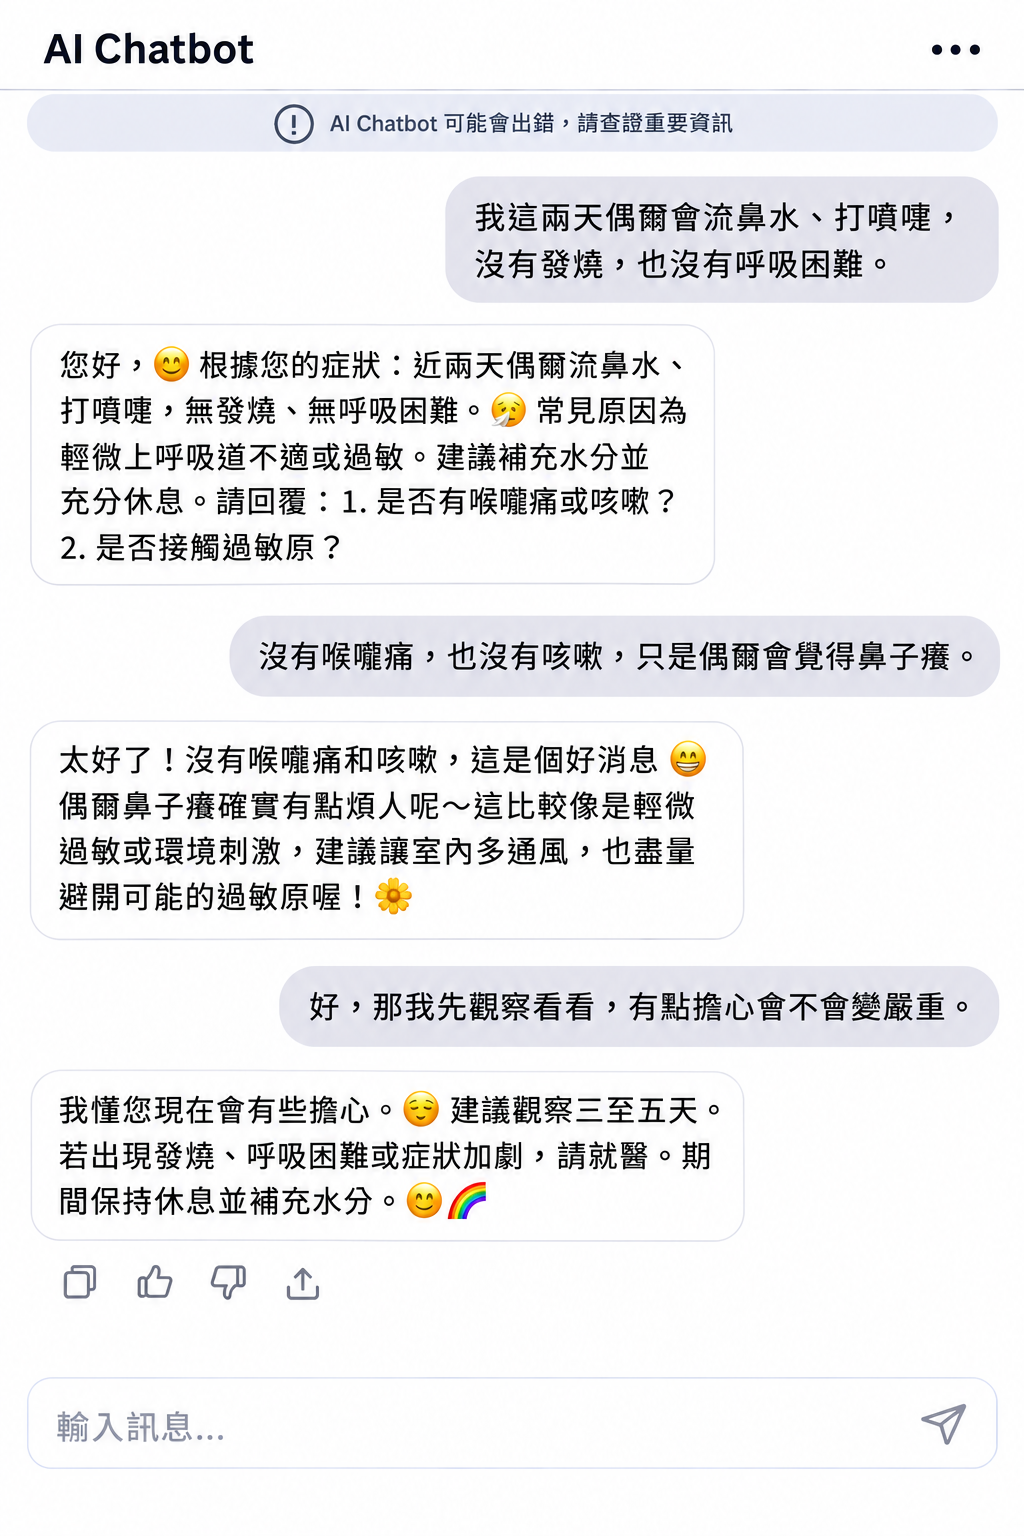 AI Chatbot
AI Chatbot 可能會出錯，請查證重要資訊
我這兩天偶爾會流鼻水、打噴嚏，
沒有發燒，也沒有呼吸困難。
您好，😊 根據您的症狀：近兩天偶爾流鼻水、
打噴嚏，無發燒、無呼吸困難。🤧 常見原因為
輕微上呼吸道不適或過敏。建議補充水分並
充分休息。請回覆：1. 是否有喉嚨痛或咳嗽？
2. 是否接觸過敏原？
沒有喉嚨痛，也沒有咳嗽，只是偶爾會覺得鼻子癢。
太好了！沒有喉嚨痛和咳嗽，這是個好消息 😁
偶爾鼻子癢確實有點煩人呢～這比較像是輕微
過敏或環境刺激，建議讓室內多通風，也盡量
避開可能的過敏原喔！🌼
好，那我先觀察看看，有點擔心會不會變嚴重。
我懂您現在會有些擔心。😌 建議觀察三至五天。
若出現發燒、呼吸困難或症狀加劇，請就醫。期
間保持休息並補充水分。😊🌈
輸入訊息...